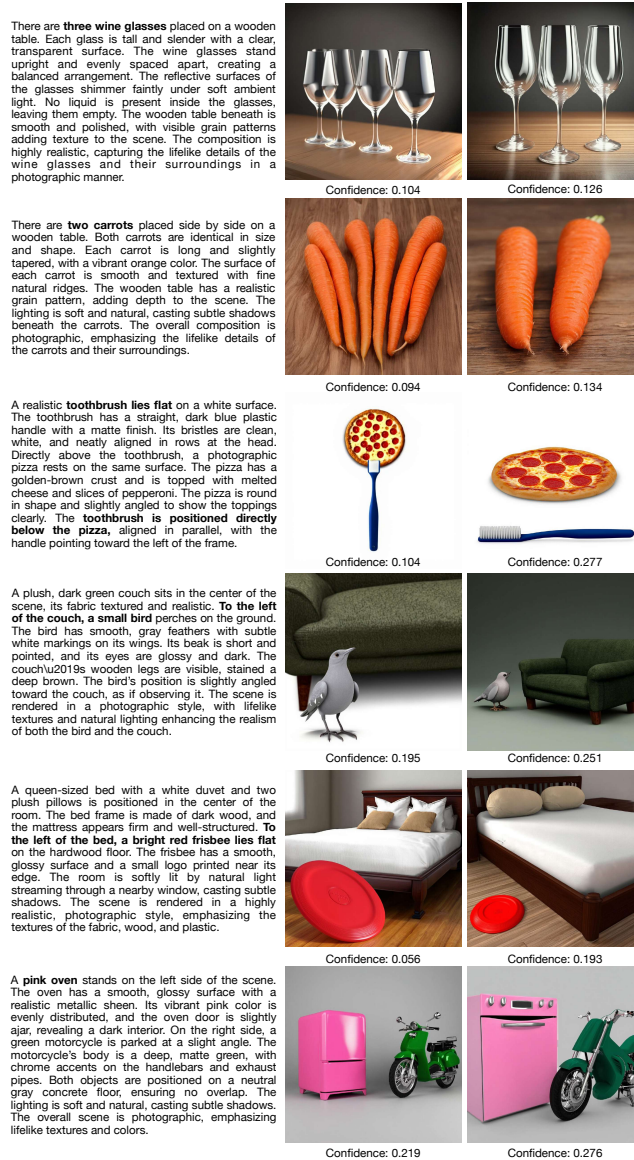 There are three wine glasses placed on a wooden
table. Each glass is tall and slender with a clear,
transparent surface. The wine glasses stand
upright and evenly spaced apart, creating a
balanced arrangement. The reflective surfaces of
the glasses shimmer faintly under soft ambient
light. No liquid is present inside the glasses,
leaving them empty. The wooden table beneath is
smooth and polished, with visible grain patterns
adding texture to the scene. The composition is
highly realistic, capturing the lifelike details of the
wine glasses and their surroundings in a
photographic manner.
Confidence: 0.104
Confidence: 0.126
There are two carrots placed side by side on a
wooden table. Both carrots are identical in size
and shape. Each carrot is long and slightly
tapered, with a vibrant orange color. The surface of
each carrot is smooth and textured with fine
natural ridges. The wooden table has a realistic
grain pattern, adding depth to the scene. The
lighting is soft and natural, casting subtle shadows
beneath the carrots. The overall composition is
photographic, emphasizing the lifelike details of
the carrots and their surroundings.
Confidence: 0.094
Confidence: 0.134
A realistic toothbrush lies flat on a white surface.
The toothbrush has a straight, dark blue plastic
handle with a matte finish. Its bristles are clean,
white, and neatly aligned in rows at the head.
Directly above the toothbrush, a photographic
pizza rests on the same surface. The pizza has a
golden-brown crust and is topped with melted
cheese and slices of pepperoni. The pizza is round
in shape and slightly angled to show the toppings
clearly. The toothbrush is positioned directly
below the pizza, aligned in parallel, with the
handle pointing toward the left of the frame.
Confidence: 0.104
Confidence: 0.277
A plush, dark green couch sits in the center of the
scene, its fabric textured and realistic. To the left
of the couch, a small bird perches on the ground.
The bird has smooth, gray feathers with subtle
white markings on its wings. Its beak is short and
pointed, and its eyes are glossy and dark. The
couch\u2019s wooden legs are visible, stained a
deep brown. The bird's position is slightly angled
toward the couch, as if observing it. The scene is
rendered in a photographic style, with lifelike
textures and natural lighting enhancing the realism
of both the bird and the couch.
Confidence: 0.195
Confidence: 0.251
A queen-sized bed with a white duvet and two
plush pillows is positioned in the center of the
room. The bed frame is made of dark wood, and
the mattress appears firm and well-structured. To
the left of the bed, a bright red frisbee lies flat
on the hardwood floor. The frisbee has a smooth,
glossy surface and a small logo printed near its
edge. The room is softly lit by natural light
streaming through a nearby window, casting subtle
shadows. The scene is rendered in a highly
realistic, photographic style, emphasizing the
textures of the fabric, wood, and plastic.
Confidence: 0.056
Confidence: 0.193
A pink oven stands on the left side of the scene.
The oven has a smooth, glossy surface with a
realistic metallic sheen. Its vibrant pink color is
evenly distributed, and the oven door is slightly
ajar, revealing a dark interior. On the right side, a
green motorcycle is parked at a slight angle. The
motorcycle's body is a deep, matte green, with
chrome accents on the handlebars and exhaust
pipes. Both objects are positioned on a neutral
gray concrete floor, ensuring no overlap. The
lighting is soft and natural, casting subtle shadows.
The overall scene is photographic, emphasizing
lifelike textures and colors.
Confidence: 0.219
Confidence: 0.276